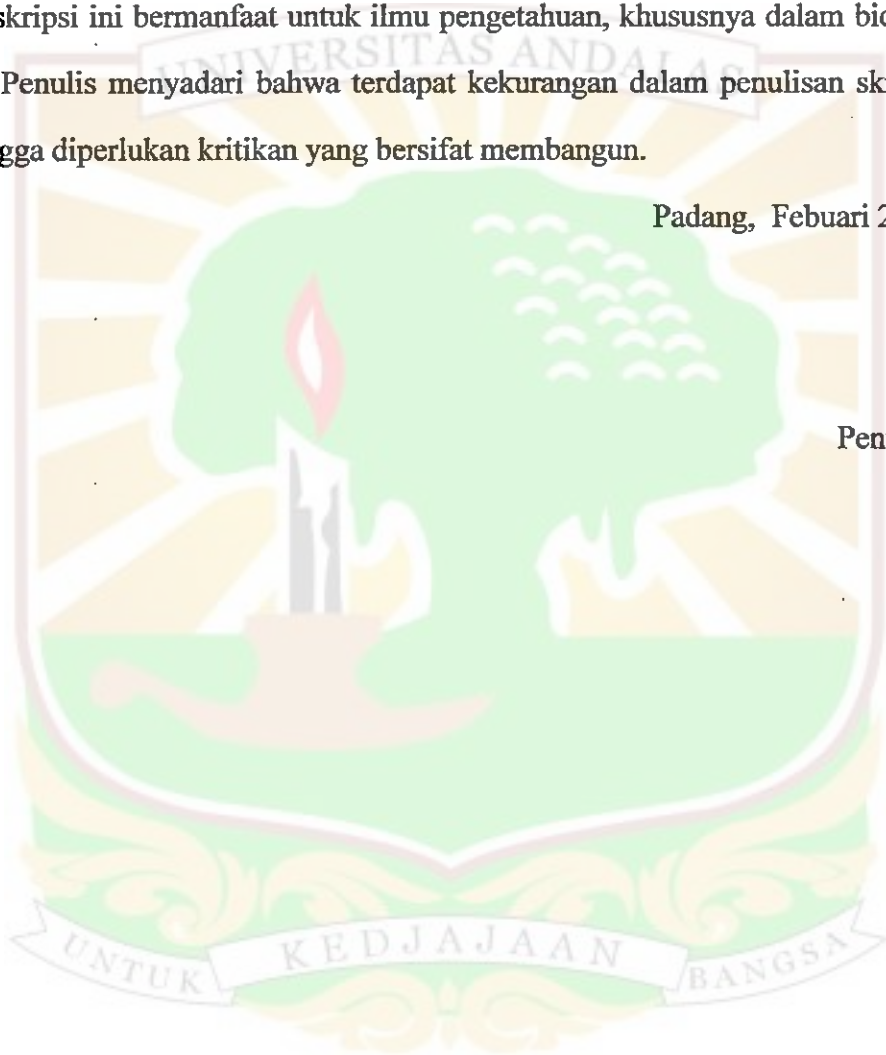 skripsi ini bermanfaat untuk ilmu pengetahuan, khususnya dalam bid
UNIVERSITAS ANDALAS
Penulis menyadari bahwa terdapat kekurangan dalam penulisan sk
gga diperlukan kritikan yang bersifat membangun.
Padang, Febuari 2
Pen
UNTUK KEDJAJAAN BANGSA